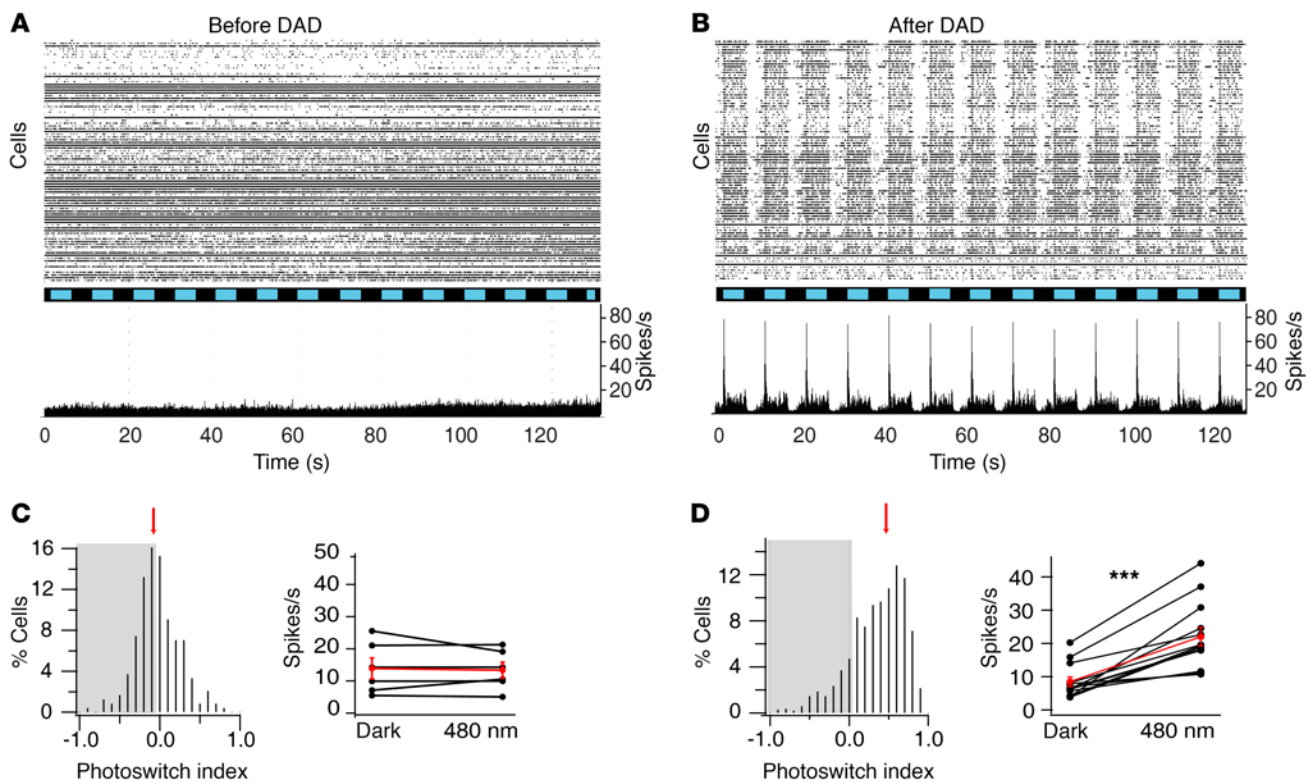 A
Before DAD
Cells
80
60
40
20
Spikes/s
0 20 40 60 80 100 120
Time (s)
B
After DAD
Cells
80
60
40
20
Spikes/s
0 20 40 60 80 100 120
Time (s)
C
% Cells
16
12
8
4
0
-1.0 0.0 1.0
Photoswitch index
Spikes/s
50
40
30
20
10
0
Dark 480 nm
D
% Cells
12
8
4
0
-1.0 0.0 1.0
Photoswitch index
Spikes/s
***
40
30
20
10
0
Dark 480 nm